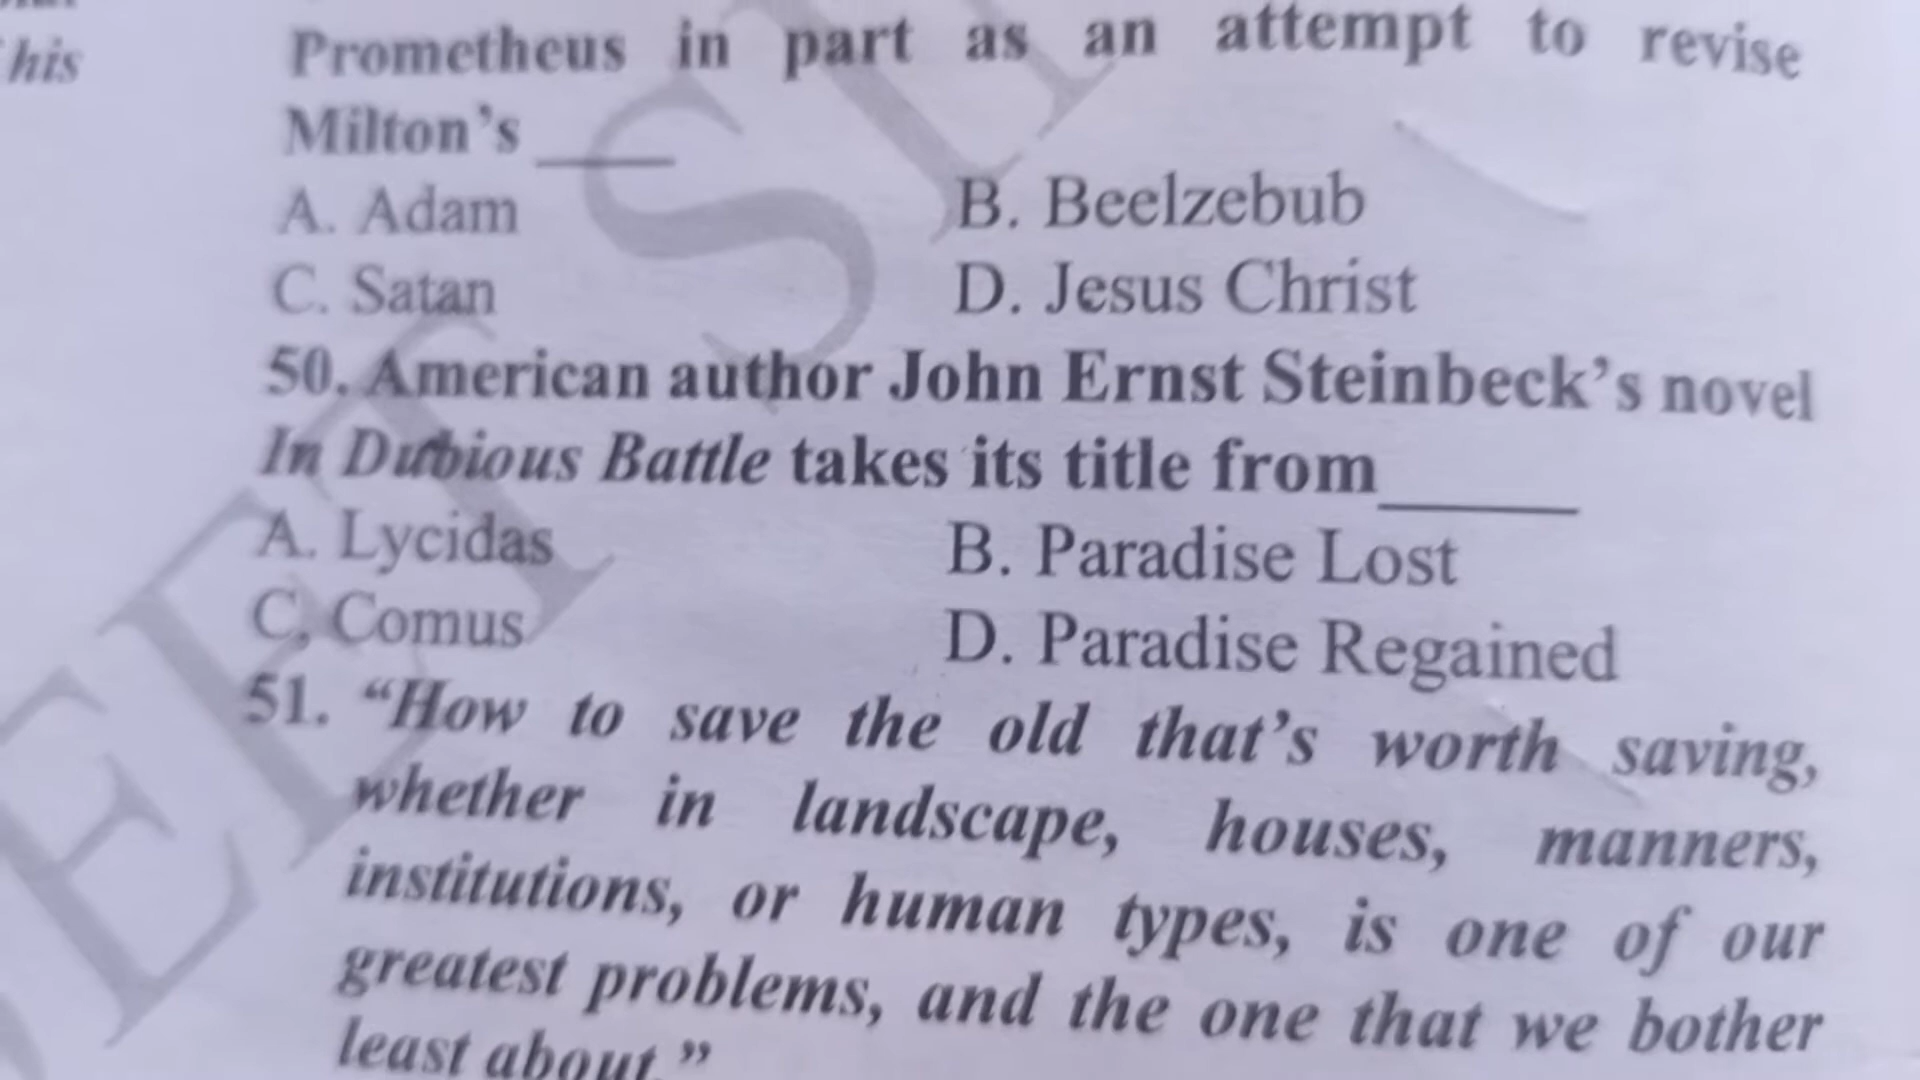 his
Prometheus in part as an attempt to revise
Milton's ____
A. Adam B. Beelzebub
C. Satan D. Jesus Christ
50. American author John Ernst Steinbeck's novel
In Dubious Battle takes its title from_____
A. Lycidas B. Paradise Lost
C, Comus D. Paradise Regained
51. “How to save the old that's worth saving,
whether in landscape, houses, manners,
institutions, or human types, is one of our
greatest problems, and the one that we bother
least about.”